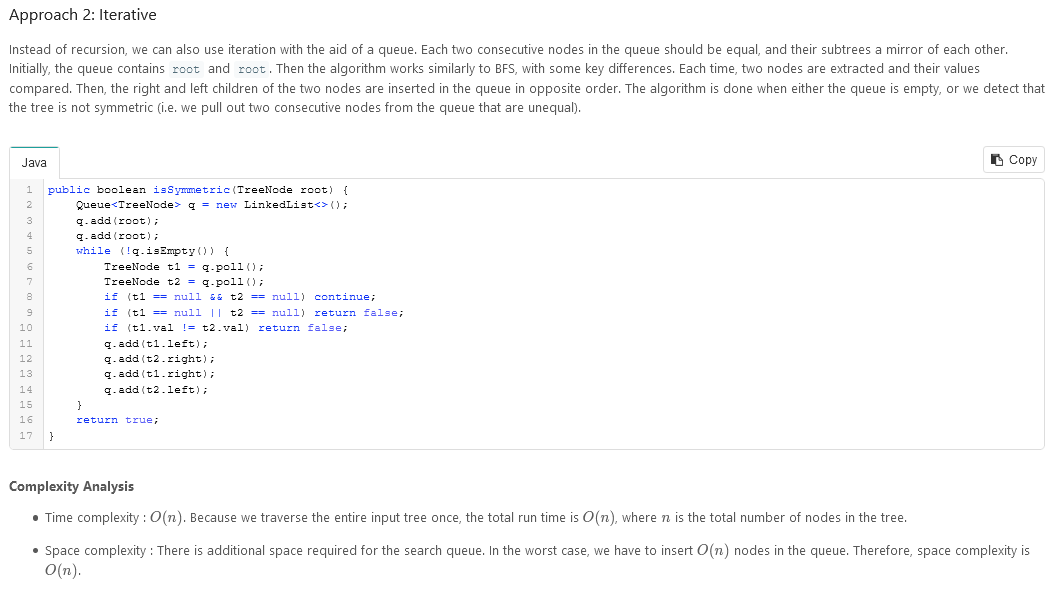 Approach 2: Iterative
Instead of recursion, we can also use iteration with the aid of a queue. Each two consecutive nodes in the queue should be equal, and their subtrees a mirror of each other.
Initially, the queue contains root and root. Then the algorithm works similarly to BFS, with some key differences. Each time, two nodes are extracted and their values
compared. Then, the right and left children of the two nodes are inserted in the queue in opposite order. The algorithm is done when either the queue is empty, or we detect that
the tree is not symmetric (i.e. we pull out two consecutive nodes from the queue that are unequal).
Java
Copy
1 public boolean isSymmetric(TreeNode root) {
2     Queue<TreeNode> q = new LinkedList<>();
3     q.add(root);
4     q.add(root);
5     while (!q.isEmpty()) {
6         TreeNode t1 = q.poll();
7         TreeNode t2 = q.poll();
8         if (t1 == null && t2 == null) continue;
9         if (t1 == null || t2 == null) return false;
10         if (t1.val != t2.val) return false;
11         q.add(t1.left);
12         q.add(t2.right);
13         q.add(t1.right);
14         q.add(t2.left);
15     }
16     return true;
17 }
Complexity Analysis
• Time complexity : O(n). Because we traverse the entire input tree once, the total run time is O(n), where n is the total number of nodes in the tree.
• Space complexity : There is additional space required for the search queue. In the worst case, we have to insert O(n) nodes in the queue. Therefore, space complexity is
O(n).